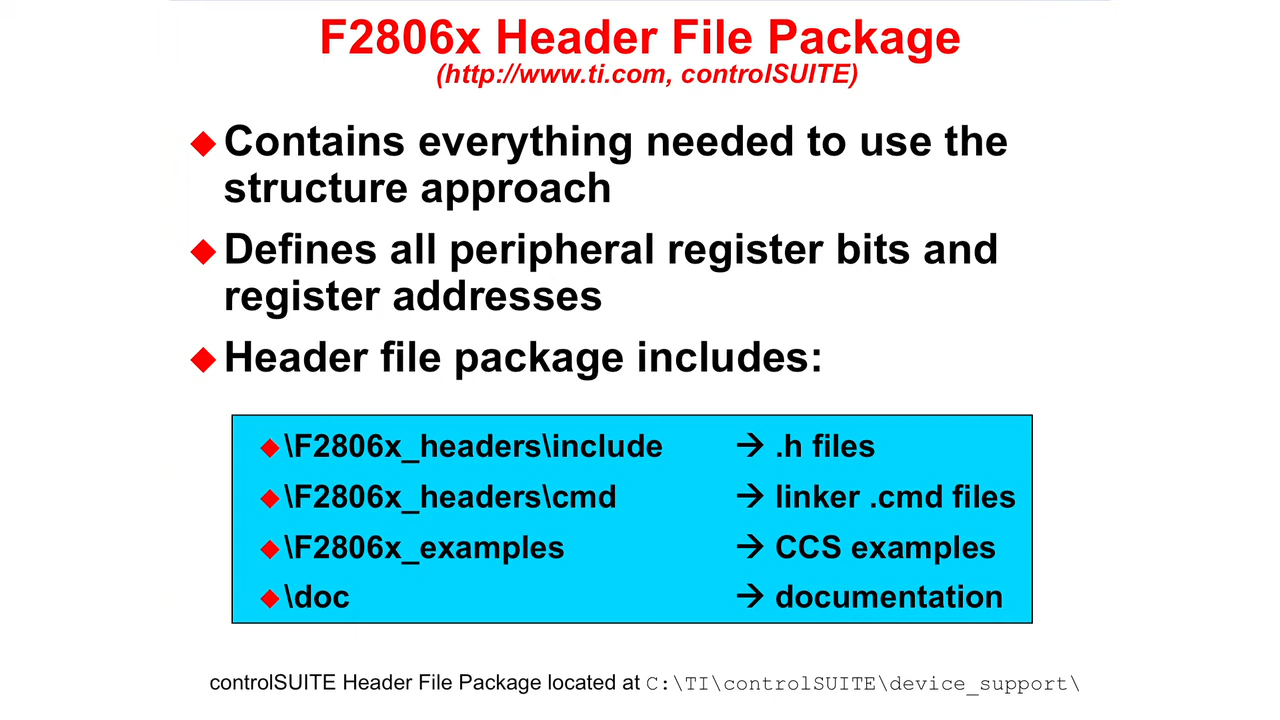 F2806x Header File Package
(http://www.ti.com, controlSUITE)
Contains everything needed to use the
structure approach
Defines all peripheral register bits and
register addresses
Header file package includes:
\F2806x_headers\include → .h files
\F2806x_headers\cmd → linker .cmd files
\F2806x_examples → CCS examples
\doc → documentation
controlSUITE Header File Package located at C:\TI\controlSUITE\device_support\